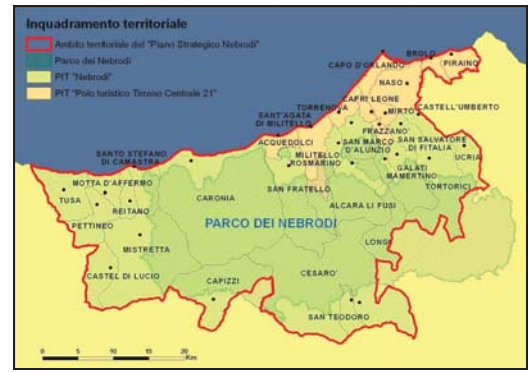 Inquadramento territoriale
Ambito territoriale del "Piano Strategico Nebrodi"
Parco dei Nebrodi
PIT "Nebrodi"
PIT "Polo turistico Tirreno Centrale 21"
BROLO
PIRAINO
CAPO D'ORLANDO
NASO
CAPRI LEONE
TORRENOVA
MIRTO
CASTELL'UMBERTO
SANT'AGATA
DI MILITELLO
FRAZZANO'
ACQUEDOLCI
SAN MARCO
D'ALUNZIO
SAN SALVATORE
DI FITALIA
SANTO STEFANO
DI CAMASTRA
MILITELLO
ROSMARINO
UCRIA
GALATI
MAMERTINO
MOTTA D'AFFERMO
SAN FRATELLO
TORTORICI
TUSA
CARONIA
ALCARA LI FUSI
REITANO
PETTINEO
PARCO DEI NEBRODI
LONGI
MISTRETTA
CESARO'
CASTEL DI LUCIO
CAPIZZI
SAN TEODORO
0 5 10 15 20
Km